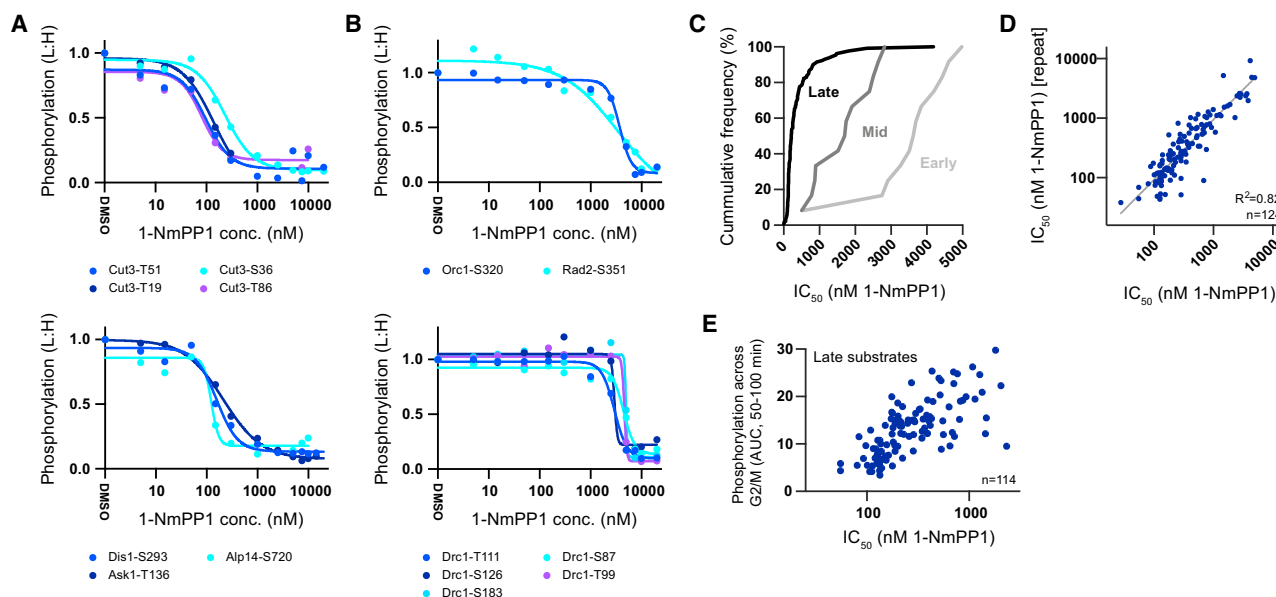 A
Phosphorylation (L:H)
1.0
0.5
0.0
DMSO
10
100
1000
10000
1-NmPP1 conc. (nM)
Cut3-T51
Cut3-S36
Cut3-T19
Cut3-T86
Phosphorylation (L:H)
1.0
0.5
0.0
DMSO
10
100
1000
10000
1-NmPP1 conc. (nM)
Dis1-S293
Alp14-S720
Ask1-T136
B
Phosphorylation (L:H)
1.0
0.5
0.0
DMSO
10
100
1000
10000
1-NmPP1 conc. (nM)
Orc1-S320
Rad2-S351
Phosphorylation (L:H)
1.0
0.5
0.0
DMSO
10
100
1000
10000
1-NmPP1 conc. (nM)
Drc1-T111
Drc1-S87
Drc1-S126
Drc1-T99
Drc1-S183
C
Cummulative frequency (%)
100
80
60
40
20
0
Late
Mid
Early
0
1000
2000
3000
4000
5000
IC50 (nM 1-NmPP1)
D
IC50 (nM 1-NmPP1) [repeat]
10000
1000
100
R2=0.82
n=124
100
1000
10000
IC50 (nM 1-NmPP1)
E
Phosphorylation across
G2/M (AUC, 50-100 min)
30
20
10
0
Late substrates
n=114
100
1000
IC50 (nM 1-NmPP1)